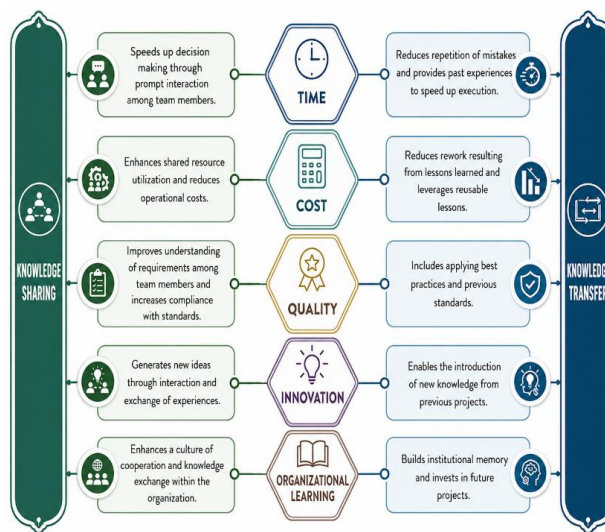 KNOWLEDGE
SHARING
Speeds up decision
making through
prompt interaction
among team members.
TIME
Reduces repetition of mistakes
and provides past experiences
to speed up execution.
Enhances shared resource
utilization and reduces
operational costs.
COST
Reduces rework resulting
from lessons learned and
leverages reusable
lessons.
Improves understanding
of requirements among
team members and
increases compliance
with standards.
QUALITY
Includes applying best
practices and previous
standards.
Generates new ideas
through interaction and
exchange of experiences.
INNOVATION
Enables the introduction
of new knowledge from
previous projects.
Enhances a culture of
cooperation and knowledge
exchange within the
organization.
ORGANIZATIONAL
LEARNING
Builds institutional memory
and invests in future
projects.
KNOWLEDGE
TRANSFER